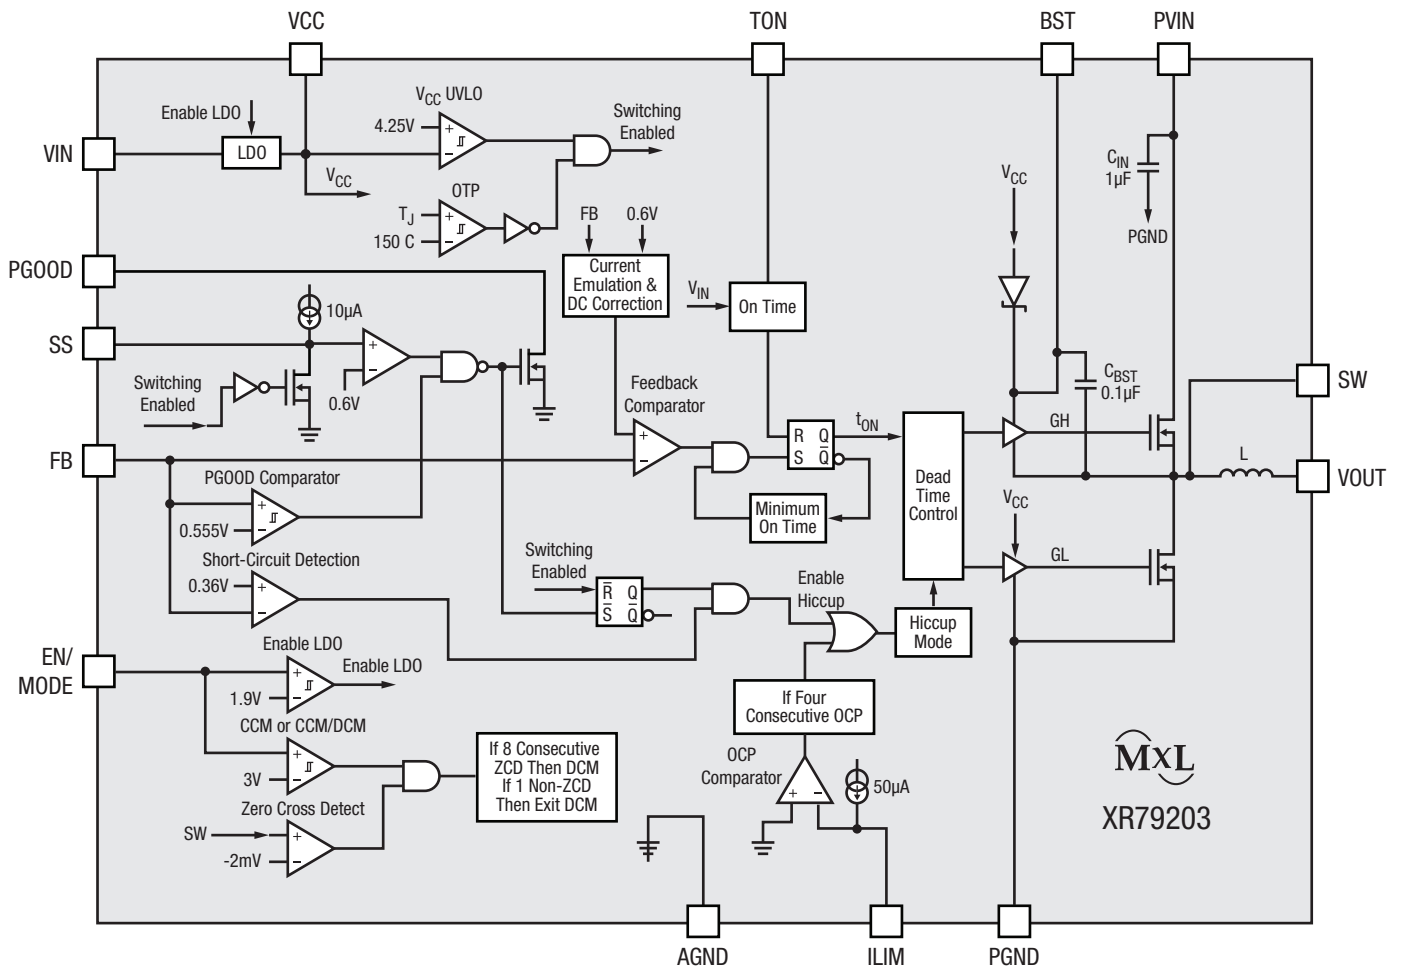 VCC
TON
BST
PVIN
Enable LDO
VCC UVLO
Switching
Enabled
4.25V
+
−
VIN
LDO
VCC
OTP
TJ
150 C
+
−
FB
0.6V
Current
Emulation &
DC Correction
VIN
On Time
VCC
CIN
1µF
PGND
PGOOD
SS
10µA
+
−
0.6V
Switching
Enabled
Feedback
Comparator
+
−
CBST
0.1µF
SW
FB
R Q
S Q̅
tON
Dead
Time
Control
GH
L
VOUT
Minimum
On Time
PGOOD Comparator
+
−
0.555V
Short-Circuit Detection
0.36V
+
−
Switching
Enabled
R̅ Q
S̅ Q̅
Enable
Hiccup
VCC
GL
Hiccup
Mode
EN/
MODE
Enable LDO
+
−
1.9V
Enable LDO
CCM or CCM/DCM
+
−
3V
Zero Cross Detect
SW
+
−
-2mV
If 8 Consecutive
ZCD Then DCM
If 1 Non-ZCD
Then Exit DCM
If Four
Consecutive OCP
OCP
Comparator
+ −
50µA
MxL
XR79203
AGND
ILIM
PGND